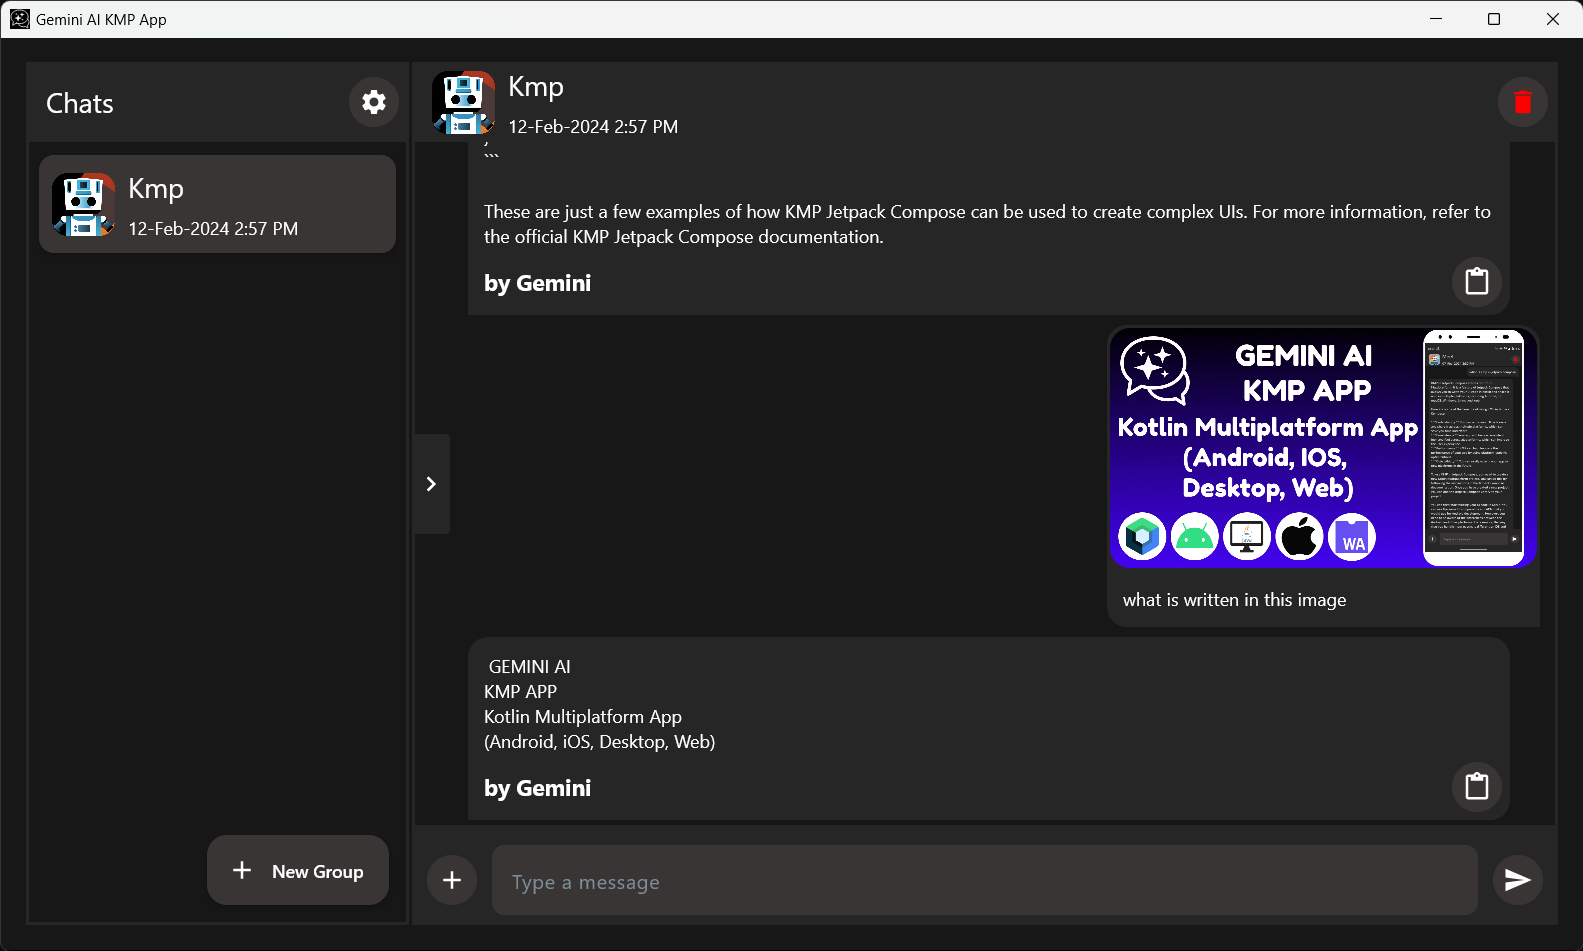 Gemini AI KMP App
Chats
Kmp
12-Feb-2024 2:57 PM
New Group
Kmp
12-Feb-2024 2:57 PM
```
These are just a few examples of how KMP Jetpack Compose can be used to create complex UIs. For more information, refer to
the official KMP Jetpack Compose documentation.
by Gemini
GEMINI AI
KMP APP
Kotlin Multiplatform App
(Android, IOS,
Desktop, Web)
WA
what is written in this image
GEMINI AI
KMP APP
Kotlin Multiplatform App
(Android, iOS, Desktop, Web)
by Gemini
Type a message